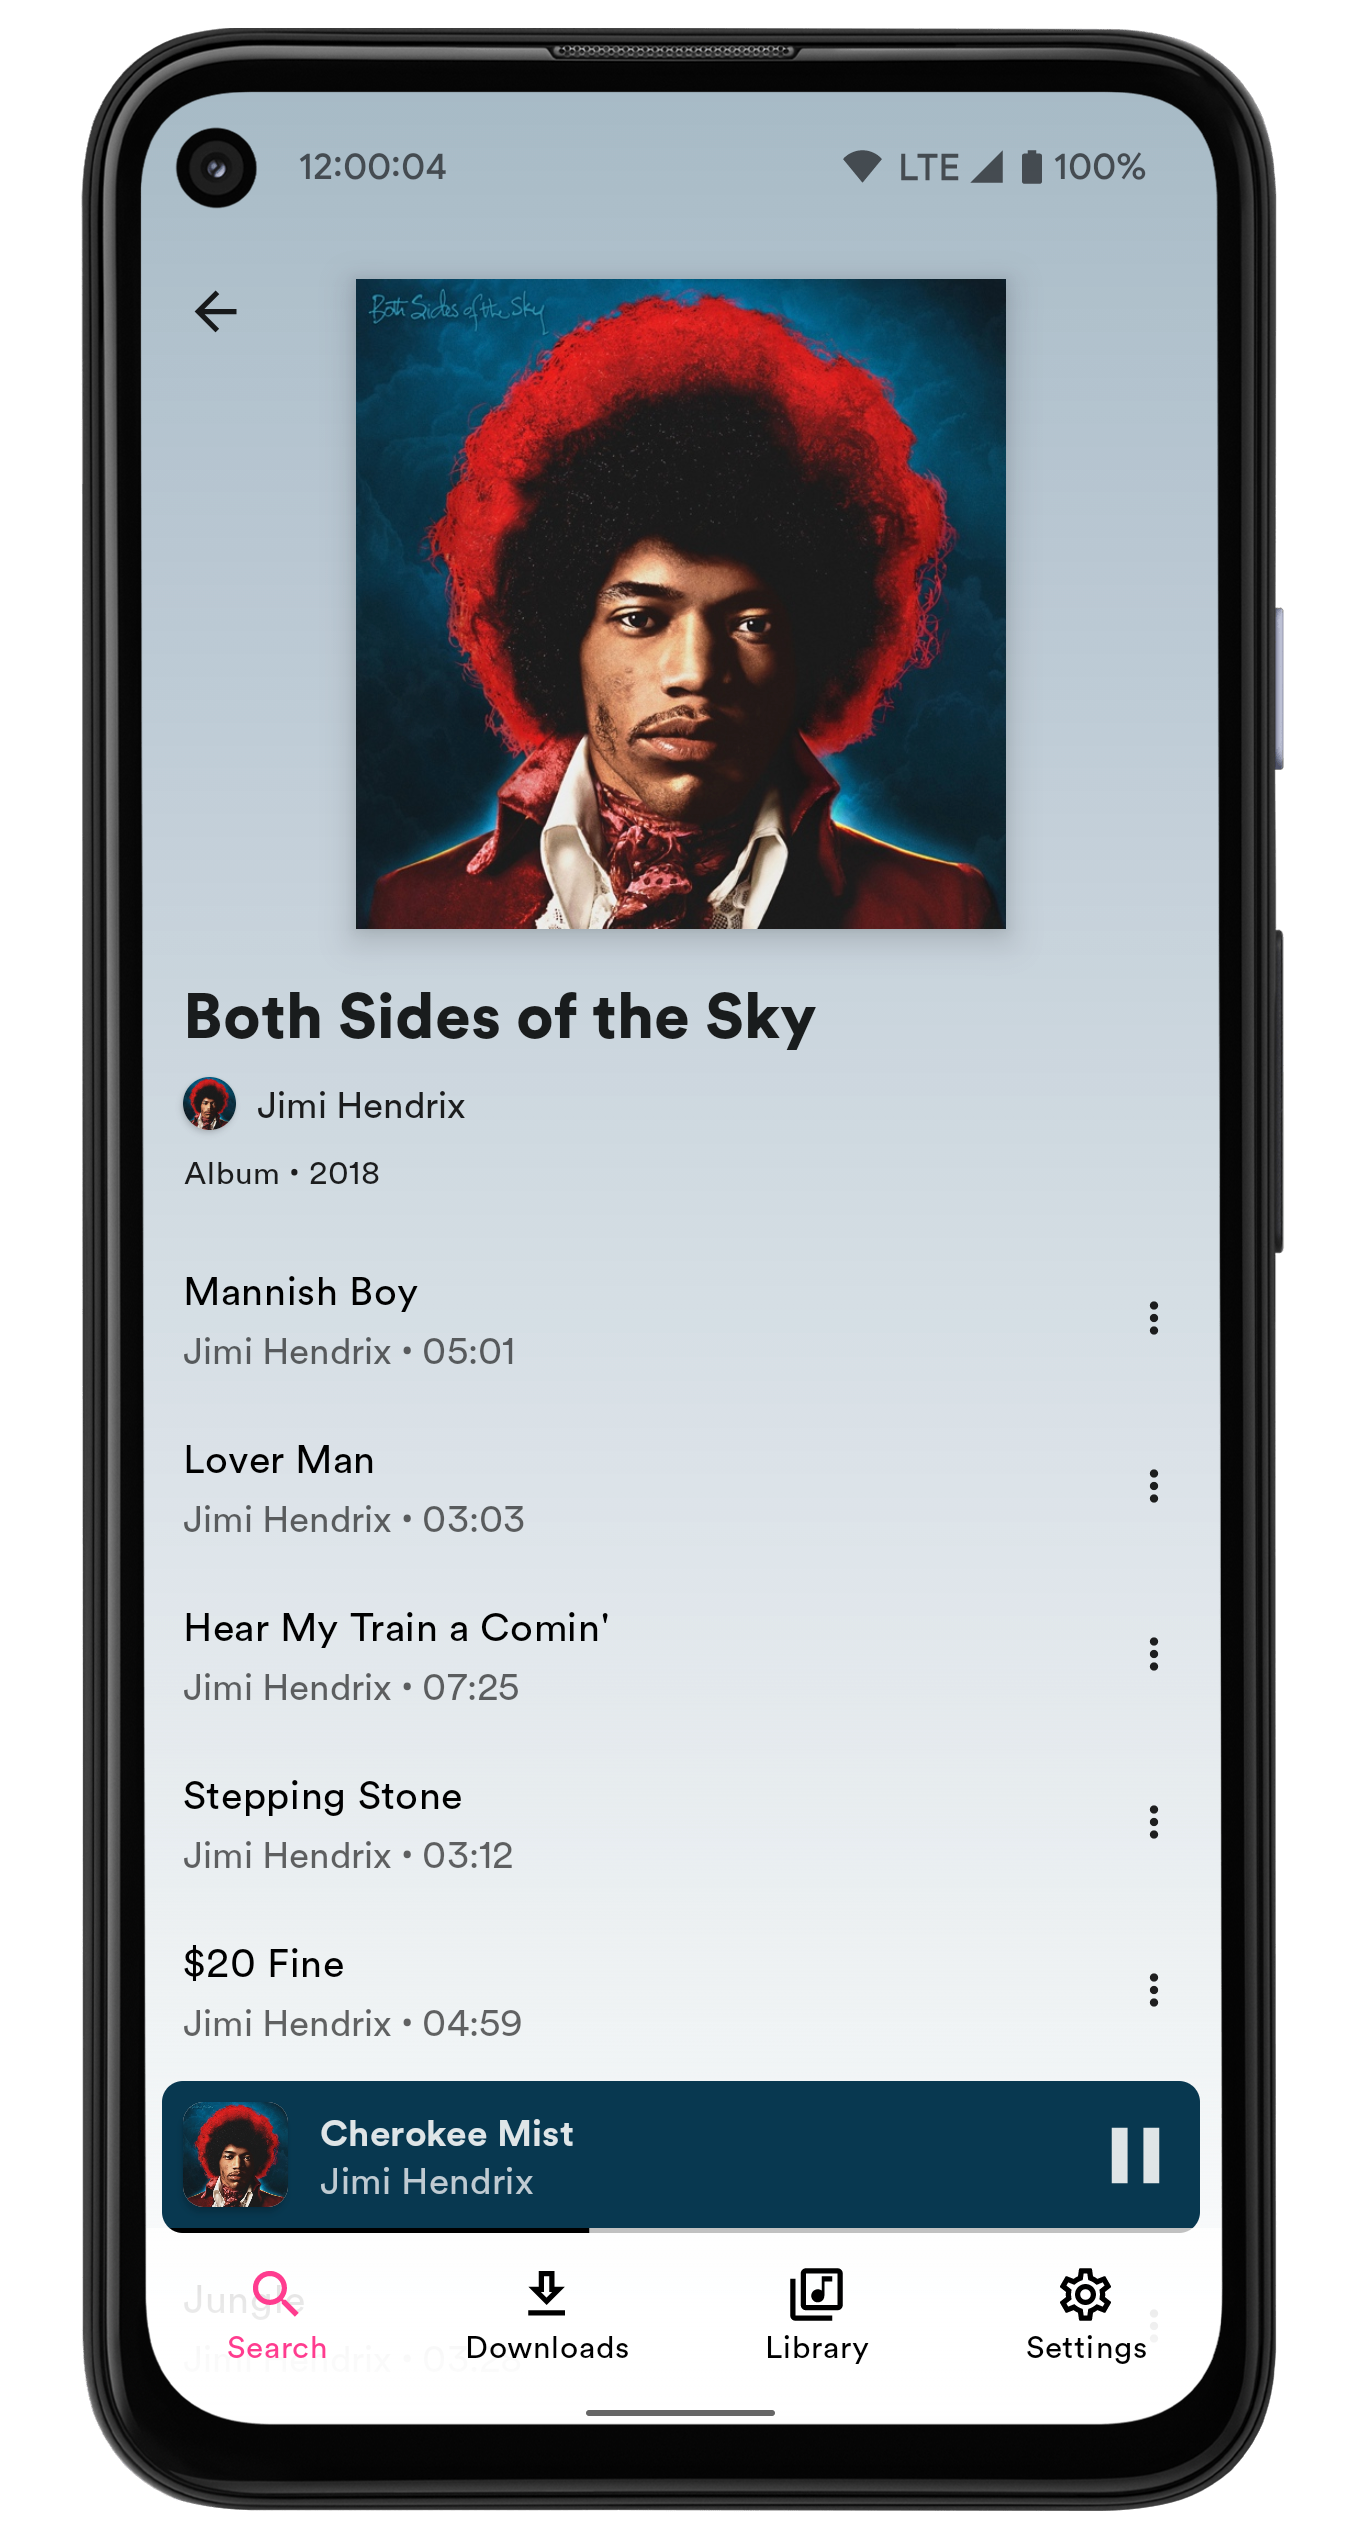 12:00:04 LTE 100%
Both Sides of the Sky
Both Sides of the Sky
Jimi Hendrix
Album • 2018
Mannish Boy
Jimi Hendrix • 05:01
Lover Man
Jimi Hendrix • 03:03
Hear My Train a Comin'
Jimi Hendrix • 07:25
Stepping Stone
Jimi Hendrix • 03:12
$20 Fine
Jimi Hendrix • 04:59
Cherokee Mist
Jimi Hendrix
Jungle
Jimi Hendrix •
Search Downloads Library Settings